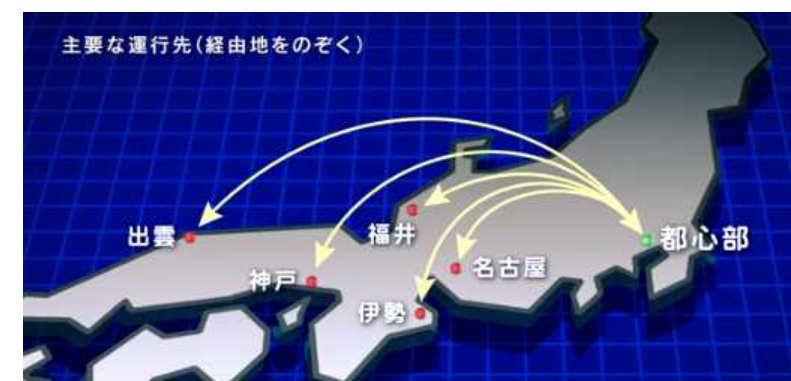 主要な運行先(経由地をのぞく)
出雲
福井
都心部
神戸
名古屋
伊勢